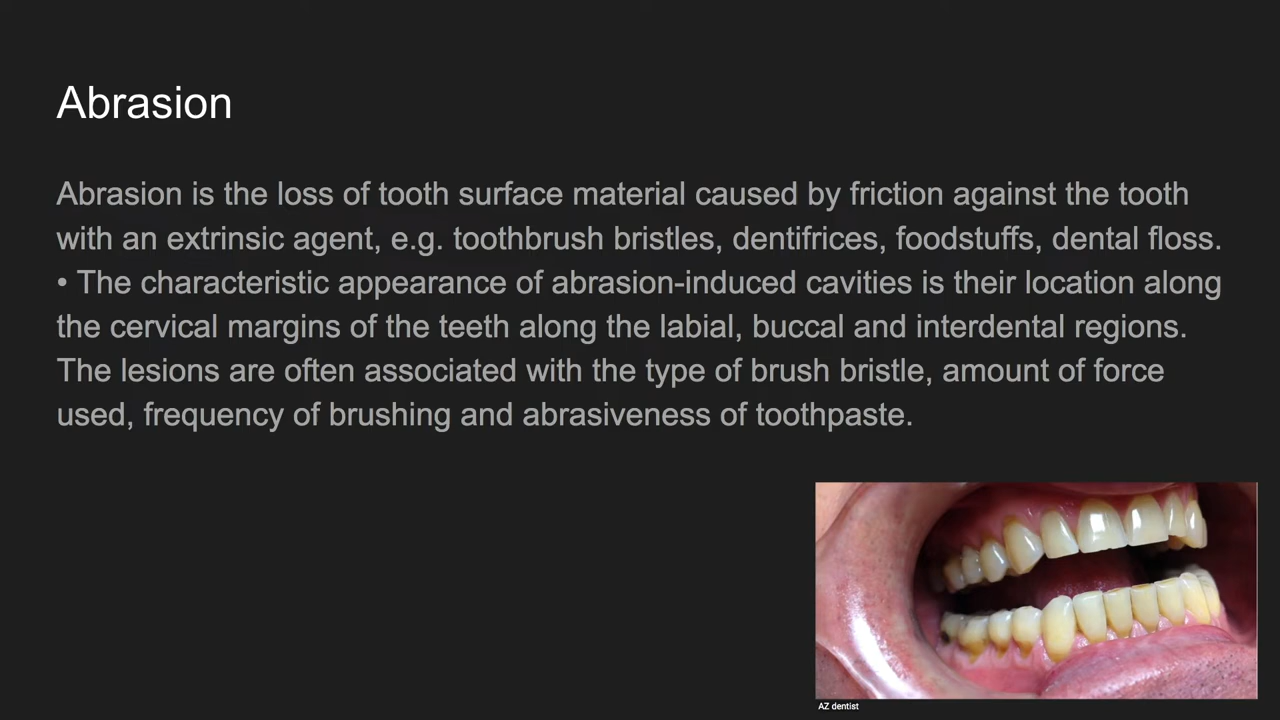 Abrasion
Abrasion is the loss of tooth surface material caused by friction against the tooth
with an extrinsic agent, e.g. toothbrush bristles, dentifrices, foodstuffs, dental floss.
• The characteristic appearance of abrasion-induced cavities is their location along
the cervical margins of the teeth along the labial, buccal and interdental regions.
The lesions are often associated with the type of brush bristle, amount of force
used, frequency of brushing and abrasiveness of toothpaste.
AZ dentist